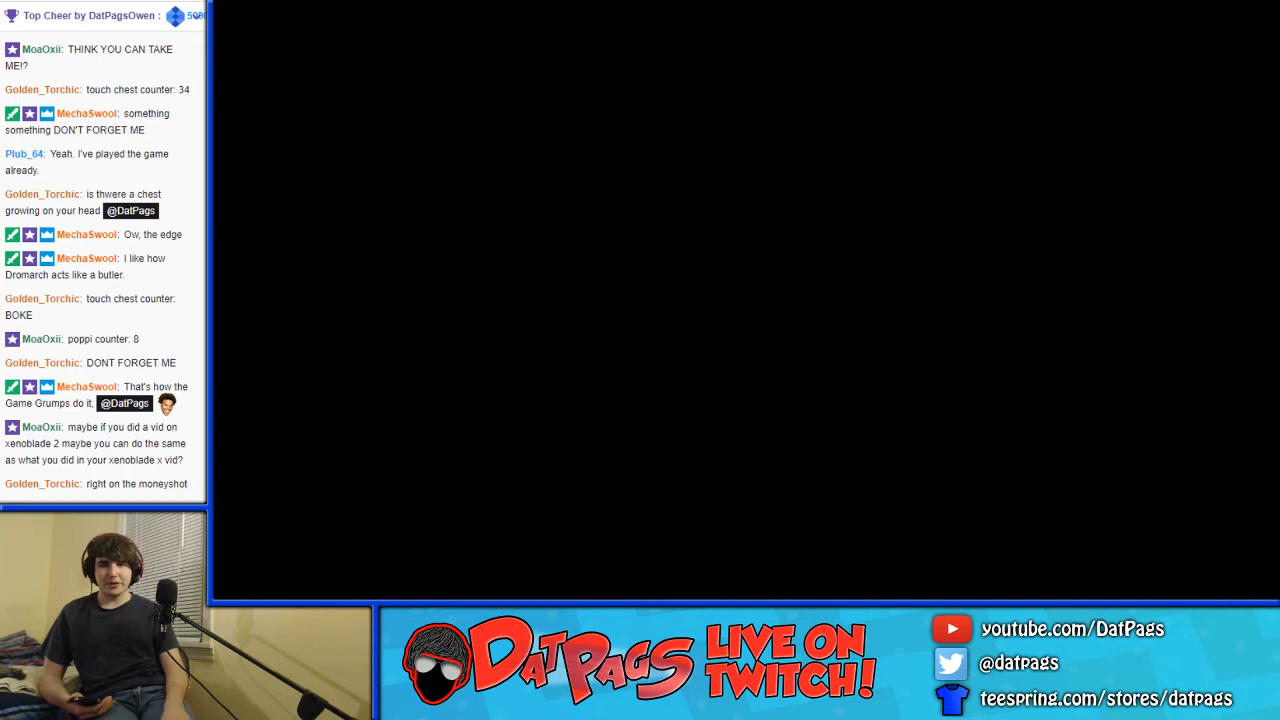 Top Cheer by DatPagsOwen :
MoaOxii: THINK YOU CAN TAKE
ME!?
Golden_Torchic: touch chest counter: 34
MechaSwool: something
something DON'T FORGET ME
Plub_64: Yeah. I've played the game
already.
Golden_Torchic: is thwere a chest
growing on your head @DatPags
MechaSwool: Ow, the edge
MechaSwool: I like how
Dromarch acts like a butler.
Golden_Torchic: touch chest counter:
BOKE
MoaOxii: poppi counter: 8
Golden_Torchic: DONT FORGET ME
MechaSwool: That's how the
Game Grumps do it, @DatPags
MoaOxii: maybe if you did a vid on
xenoblade 2 maybe you can do the same
as what you did in your xenoblade x vid?
Golden_Torchic: right on the moneyshot
DATPAGS LIVE ON
TWITCH!
youtube.com/DatPags
@datpags
teespring.com/stores/datpags